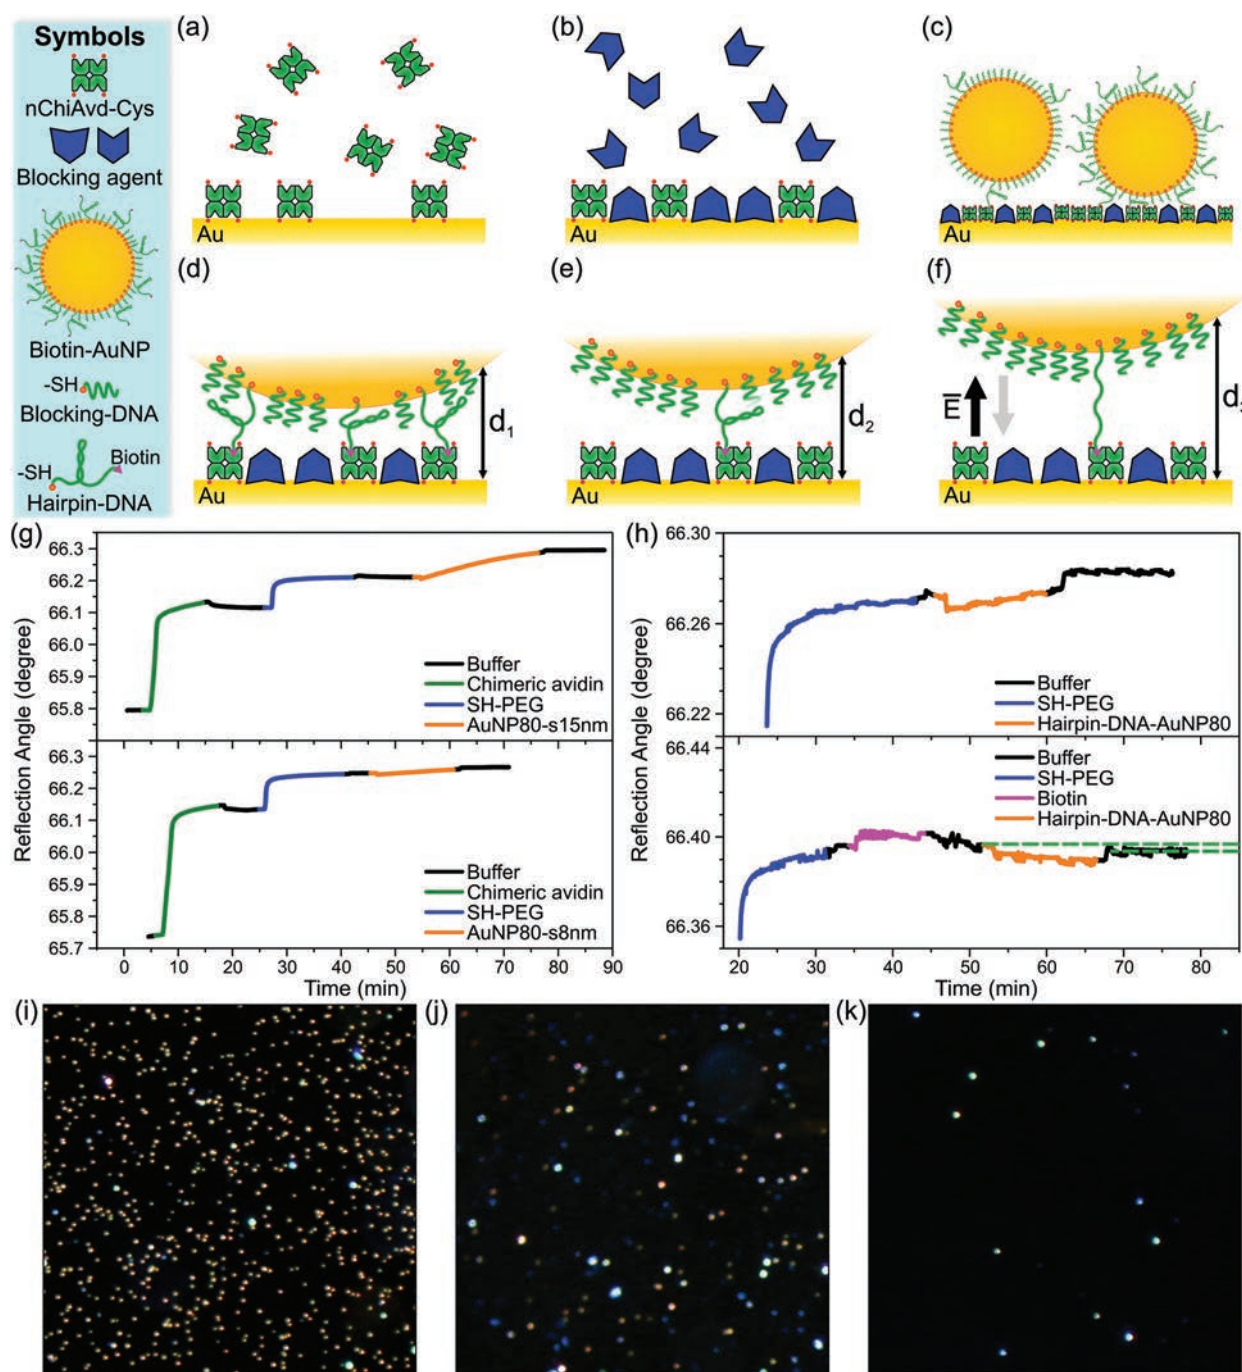 Symbols
nChiAvd-Cys
Blocking agent
Biotin-AuNP
-SH
Blocking-DNA
-SH
Biotin
Hairpin-DNA
(a)
Au
(b)
Au
(c)
Au
(d)
d1
Au
(e)
d2
Au
(f)
E
d3
Au
(g)
Reflection Angle (degree)
66.3
66.2
66.1
66.0
65.9
65.8
Buffer
Chimeric avidin
SH-PEG
AuNP80-s15nm
66.3
66.2
66.1
66.0
65.9
65.8
65.7
Buffer
Chimeric avidin
SH-PEG
AuNP80-s8nm
0 10 20 30 40 50 60 70 80 90
Time (min)
(h)
Reflection Angle (degree)
66.30
66.26
66.22
Buffer
SH-PEG
Hairpin-DNA-AuNP80
66.44
66.40
66.36
Buffer
SH-PEG
Biotin
Hairpin-DNA-AuNP80
20 30 40 50 60 70 80
Time (min)
(i)
(j)
(k)